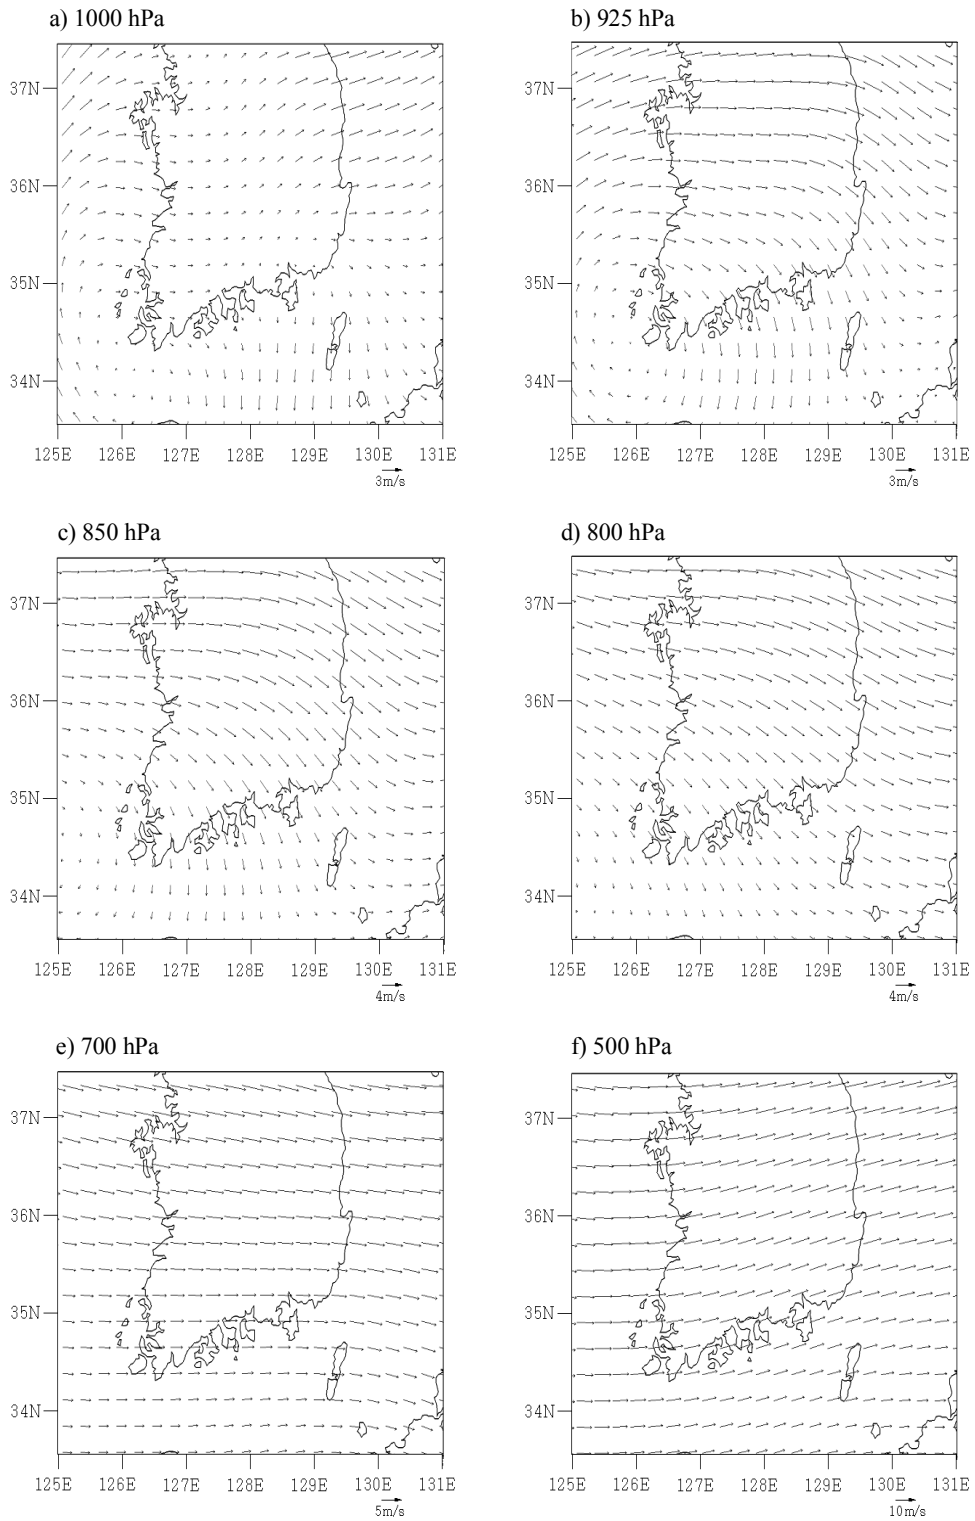 a) 1000 hPa
b) 925 hPa
37N
36N
35N
34N
125E 126E 127E 128E 129E 130E 131E
3m/s
37N
36N
35N
34N
125E 126E 127E 128E 129E 130E 131E
3m/s
c) 850 hPa
d) 800 hPa
37N
36N
35N
34N
125E 126E 127E 128E 129E 130E 131E
4m/s
37N
36N
35N
34N
125E 126E 127E 128E 129E 130E 131E
4m/s
e) 700 hPa
f) 500 hPa
37N
36N
35N
34N
125E 126E 127E 128E 129E 130E 131E
5m/s
37N
36N
35N
34N
125E 126E 127E 128E 129E 130E 131E
10m/s